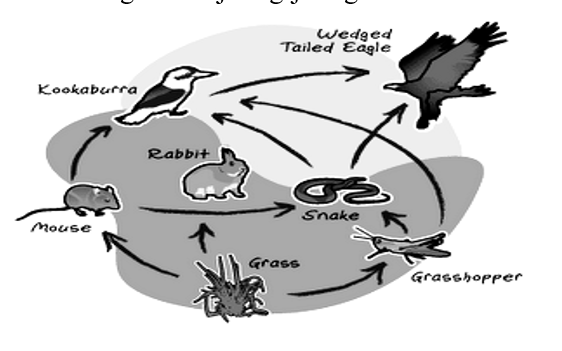 Wedged
Tailed Eagle
Kookaburra
Rabbit
Snake
Mouse
Grass
Grasshopper